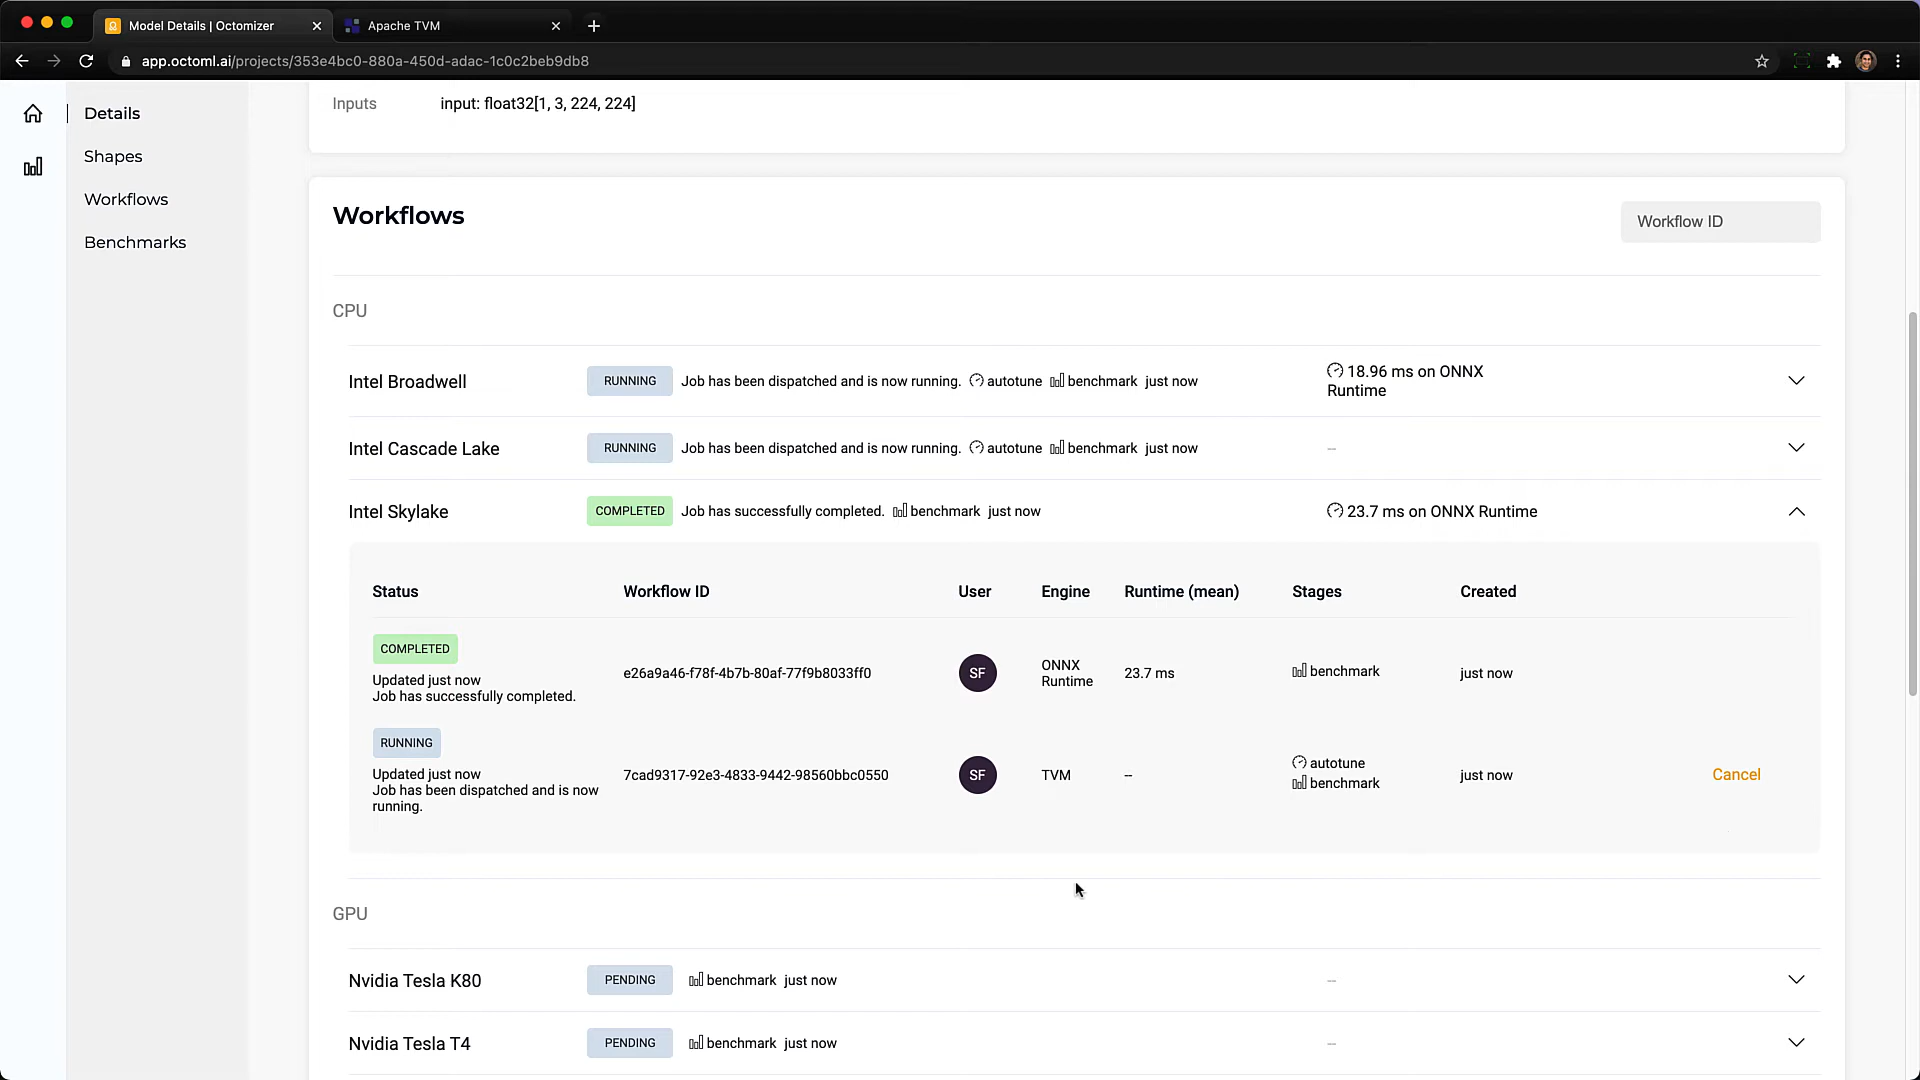 Model Details | Octomizer
Apache TVM
app.octoml.ai/projects/353e4bc0-880a-450d-adac-1c0c2beb9db8
Details
Shapes
Workflows
Benchmarks
Inputs input: float32[1, 3, 224, 224]
Workflows
Workflow ID
CPU
Intel Broadwell RUNNING Job has been dispatched and is now running. autotune benchmark just now 18.96 ms on ONNX
Runtime
Intel Cascade Lake RUNNING Job has been dispatched and is now running. autotune benchmark just now --
Intel Skylake COMPLETED Job has successfully completed. benchmark just now 23.7 ms on ONNX Runtime
Status Workflow ID User Engine Runtime (mean) Stages Created
COMPLETED
Updated just now
Job has successfully completed.
e26a9a46-f78f-4b7b-80af-77f9b8033ff0
SF
ONNX
Runtime
23.7 ms
benchmark
just now
RUNNING
Updated just now
Job has been dispatched and is now
running.
7cad9317-92e3-4833-9442-98560bbc0550
SF
TVM
--
autotune
benchmark
just now
Cancel
GPU
Nvidia Tesla K80 PENDING benchmark just now --
Nvidia Tesla T4 PENDING benchmark just now --